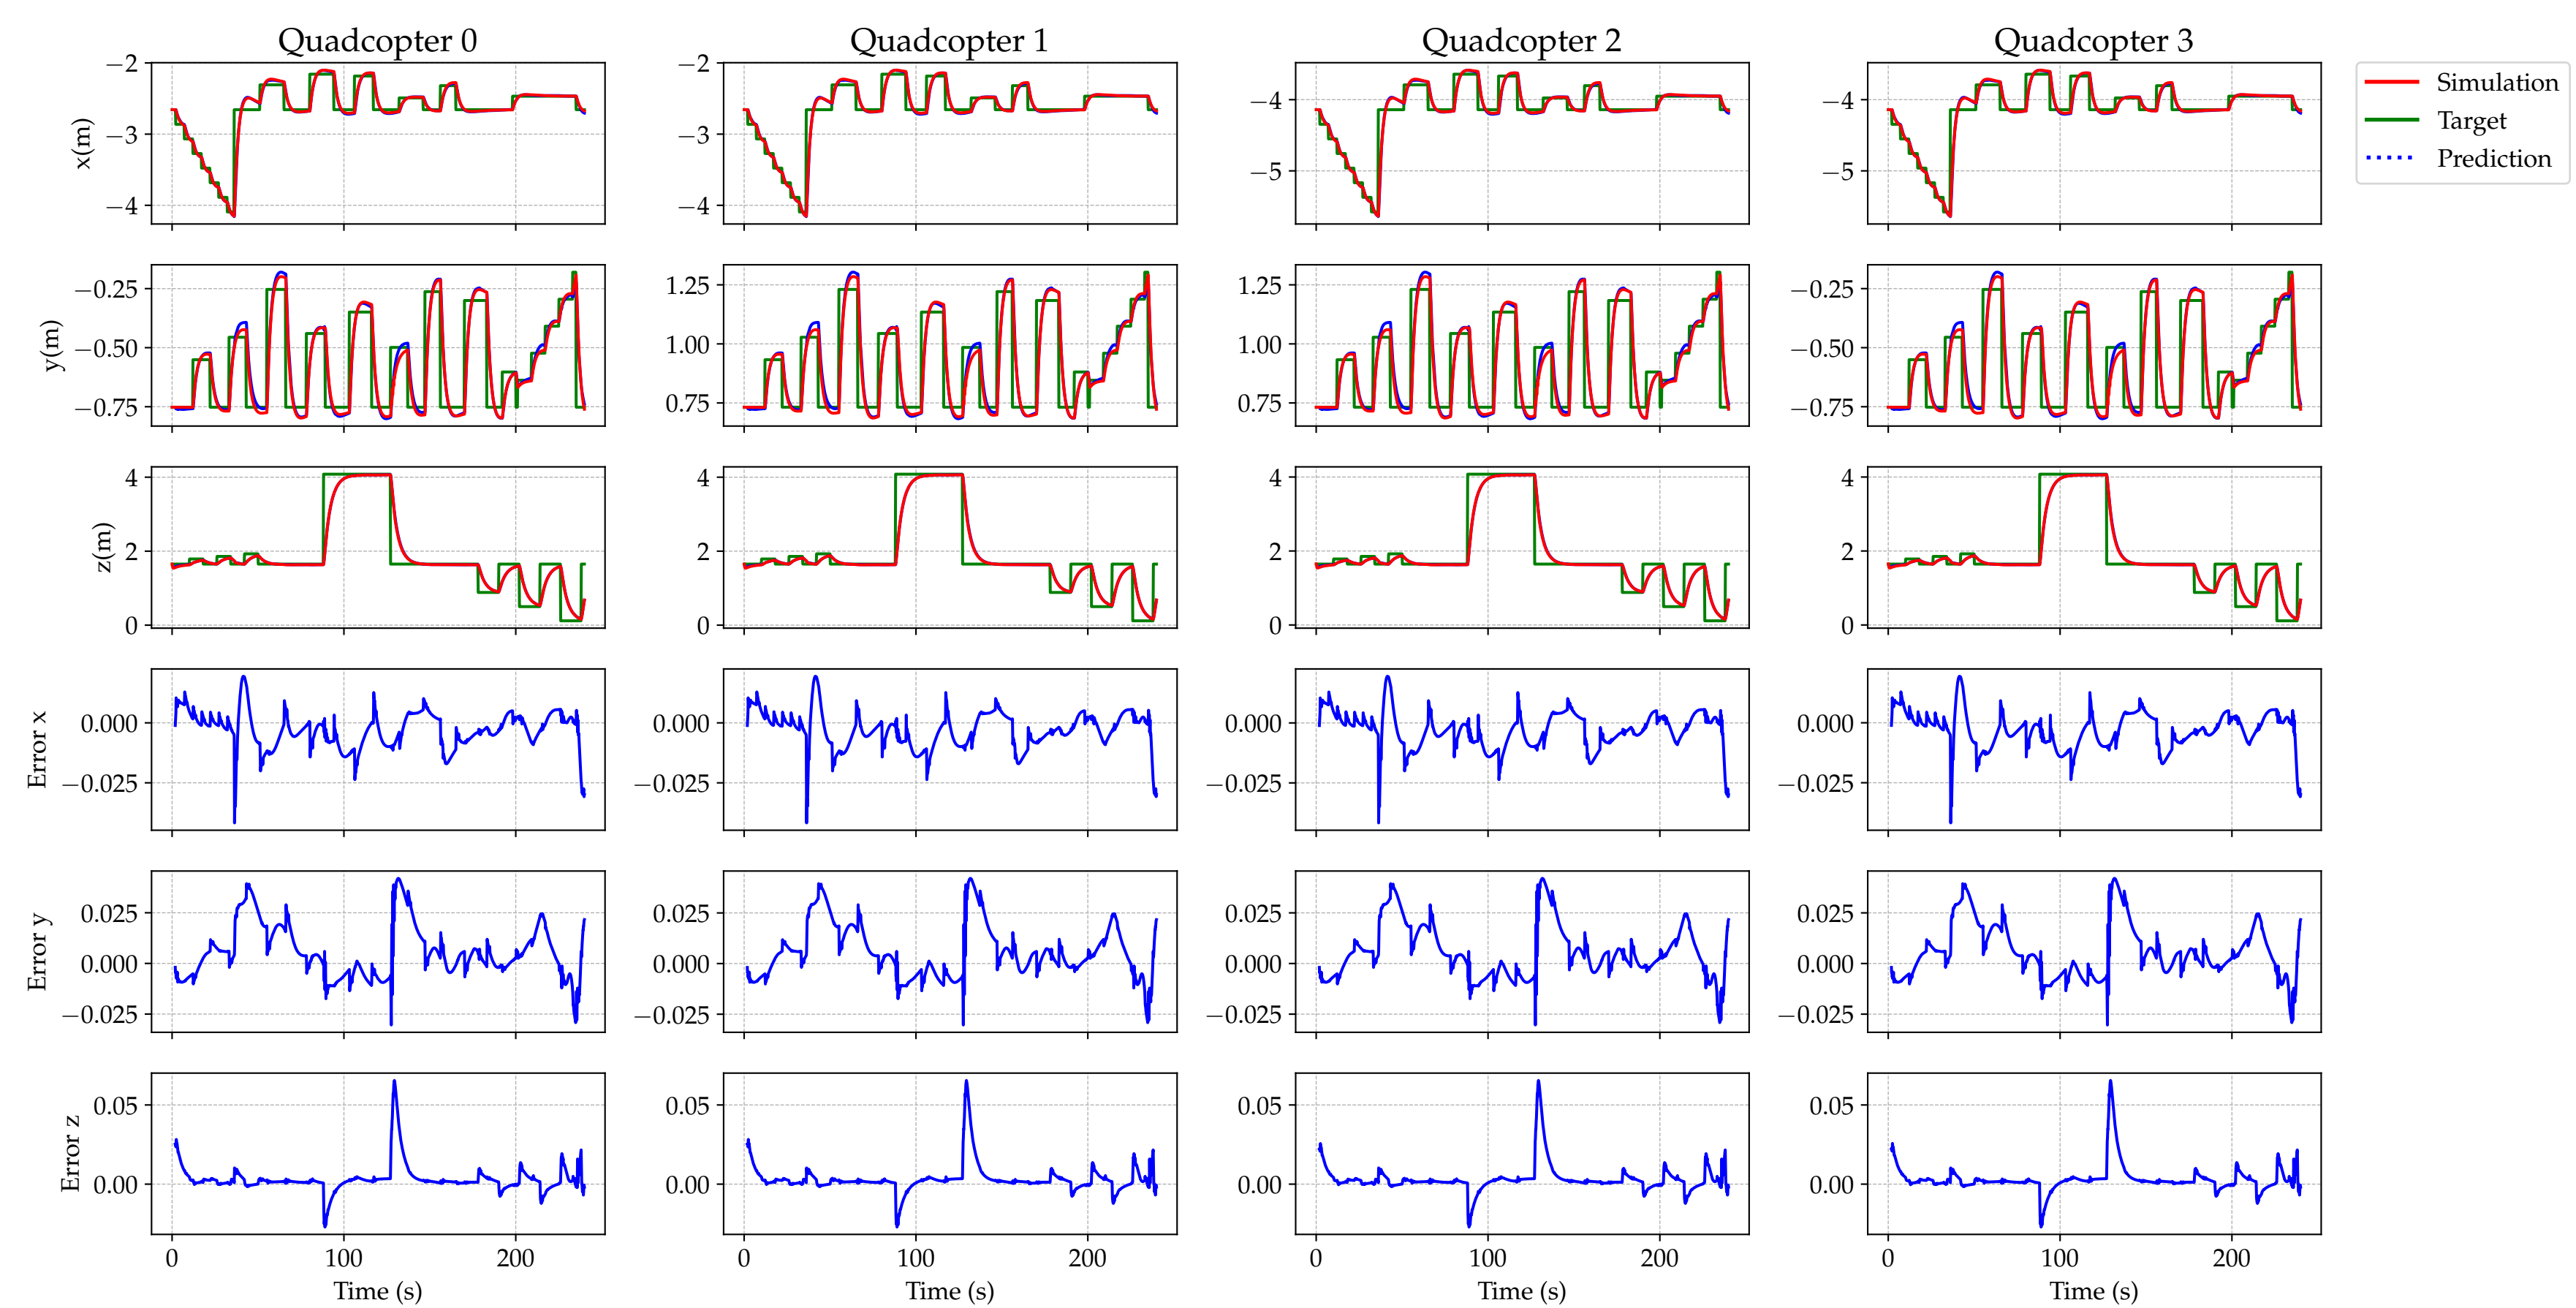 Quadcopter 0 Quadcopter 1 Quadcopter 2 Quadcopter 3
Simulation
Target
Prediction
x(m)
−2 −3 −4
−2 −3 −4
−4 −5
−4 −5
y(m)
−0.25 −0.50 −0.75
1.25 1.00 0.75
1.25 1.00 0.75
−0.25 −0.50 −0.75
z(m)
4 2 0
4 2 0
4 2 0
4 2 0
Error x
0.000 −0.025
0.000 −0.025
0.000 −0.025
0.000 −0.025
Error y
0.025 0.000 −0.025
0.025 0.000 −0.025
0.025 0.000 −0.025
0.025 0.000 −0.025
Error z
0.05 0.00
0.05 0.00
0.05 0.00
0.05 0.00
0 100 200 0 100 200 0 100 200 0 100 200
Time (s) Time (s) Time (s) Time (s)